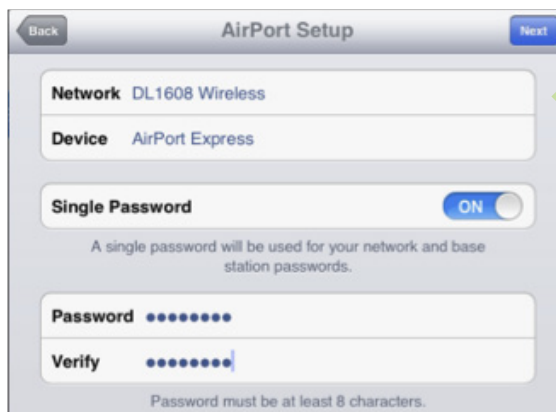 Back
AirPort Setup
Next
Network DL1608 Wireless
Device AirPort Express
Single Password ON
A single password will be used for your network and base
station passwords.
Password ••••••••
Verify ••••••••
Password must be at least 8 characters.